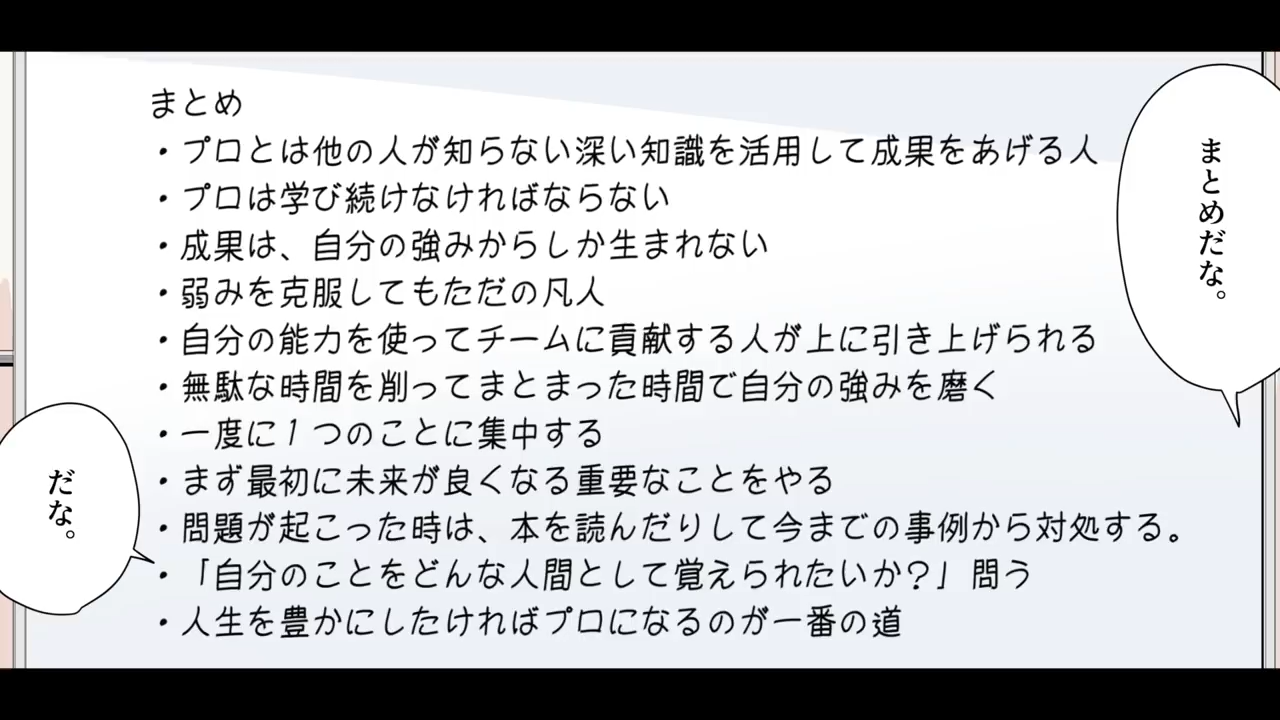 まとめ
・プロとは他の人が知らない深い知識を活用して成果をあげる人
・プロは学び続けなければならない
・成果は、自分の強みからしか生まれない
・弱みを克服してもただの凡人
・自分の能力を使ってチームに貢献する人が上に引き上げられる
・無駄な時間を削ってまとまった時間で自分の強みを磨く
・一度に1つのことに集中する
・まず最初に未来が良くなる重要なことをやる
・問題が起こった時は、本を読んだりして今までの事例から対処する。
・「自分のことをどんな人間として覚えられたいか?」問う
・人生を豊かにしたければプロになるのが一番の道
まとめだな。
だな。